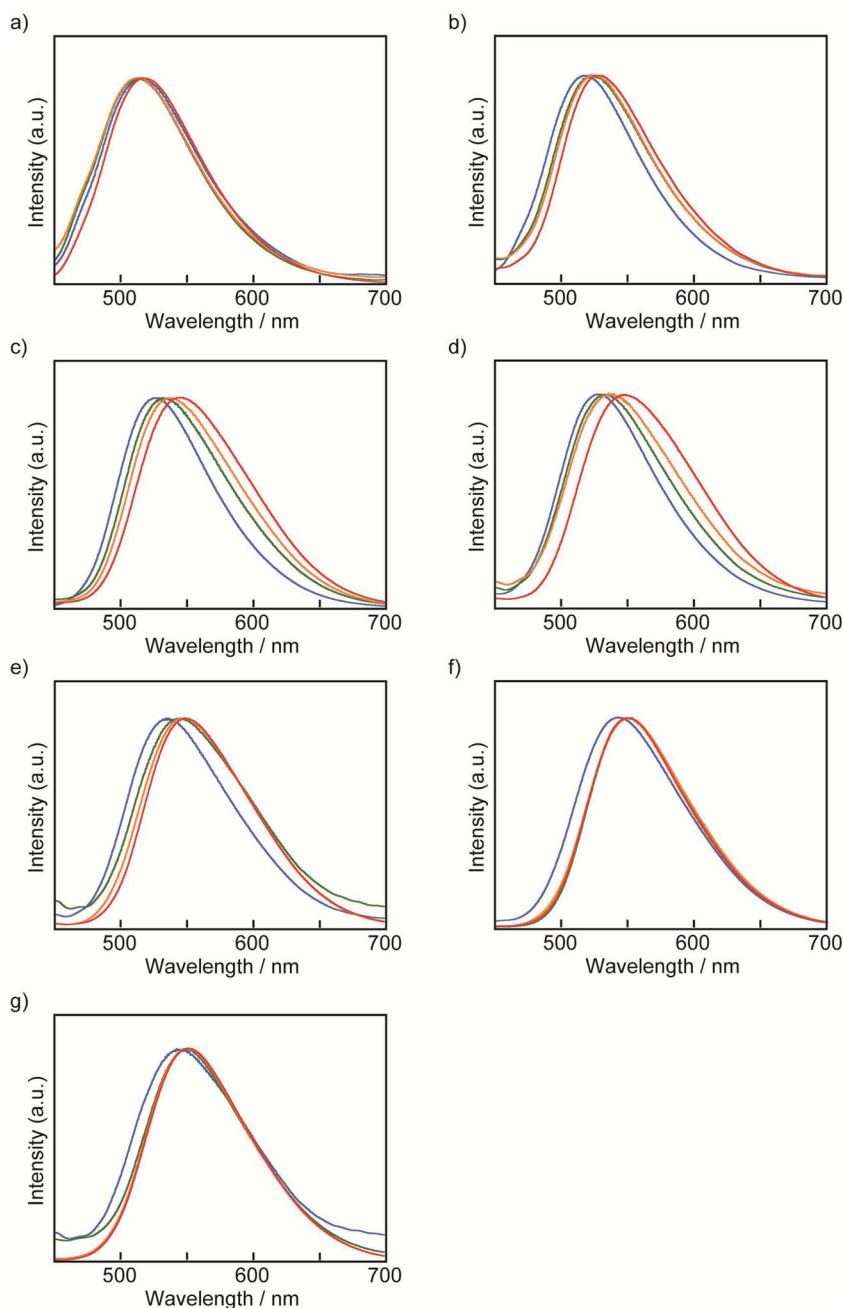 a)
Intensity (a.u.)
500 600 700
Wavelength / nm
b)
Intensity (a.u.)
500 600 700
Wavelength / nm
c)
Intensity (a.u.)
500 600 700
Wavelength / nm
d)
Intensity (a.u.)
500 600 700
Wavelength / nm
e)
Intensity (a.u.)
500 600 700
Wavelength / nm
f)
Intensity (a.u.)
500 600 700
Wavelength / nm
g)
Intensity (a.u.)
500 600 700
Wavelength / nm